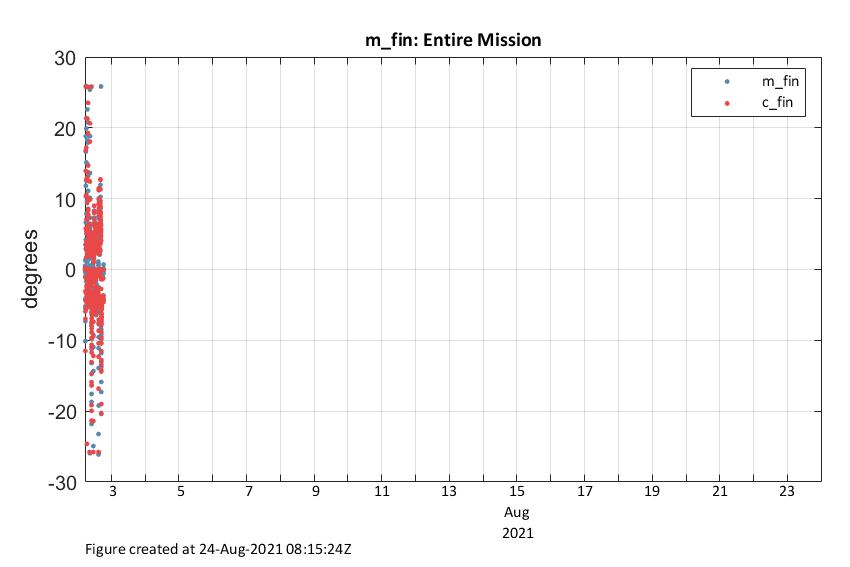 m_fin: Entire Mission
m_fin
c_fin
30
20
10
0
-10
-20
-30
degrees
3 5 7 9 11 13 15 17 19 21 23
Aug
2021
Figure created at 24-Aug-2021 08:15:24Z